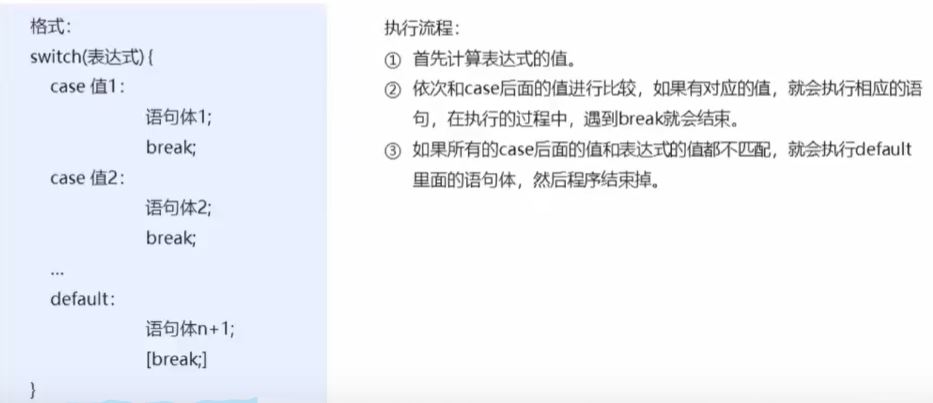 格式：
switch(表达式) {
case 值1：
语句体1;
break;
case 值2：
语句体2;
break;
...
default：
语句体n+1;
[break;]
}
执行流程：
① 首先计算表达式的值。
② 依次和case后面的值进行比较，如果有对应的值，就会执行相应的语
句，在执行的过程中，遇到break就会结束。
③ 如果所有的case后面的值和表达式的值都不匹配，就会执行default
里面的语句体，然后程序结束掉。